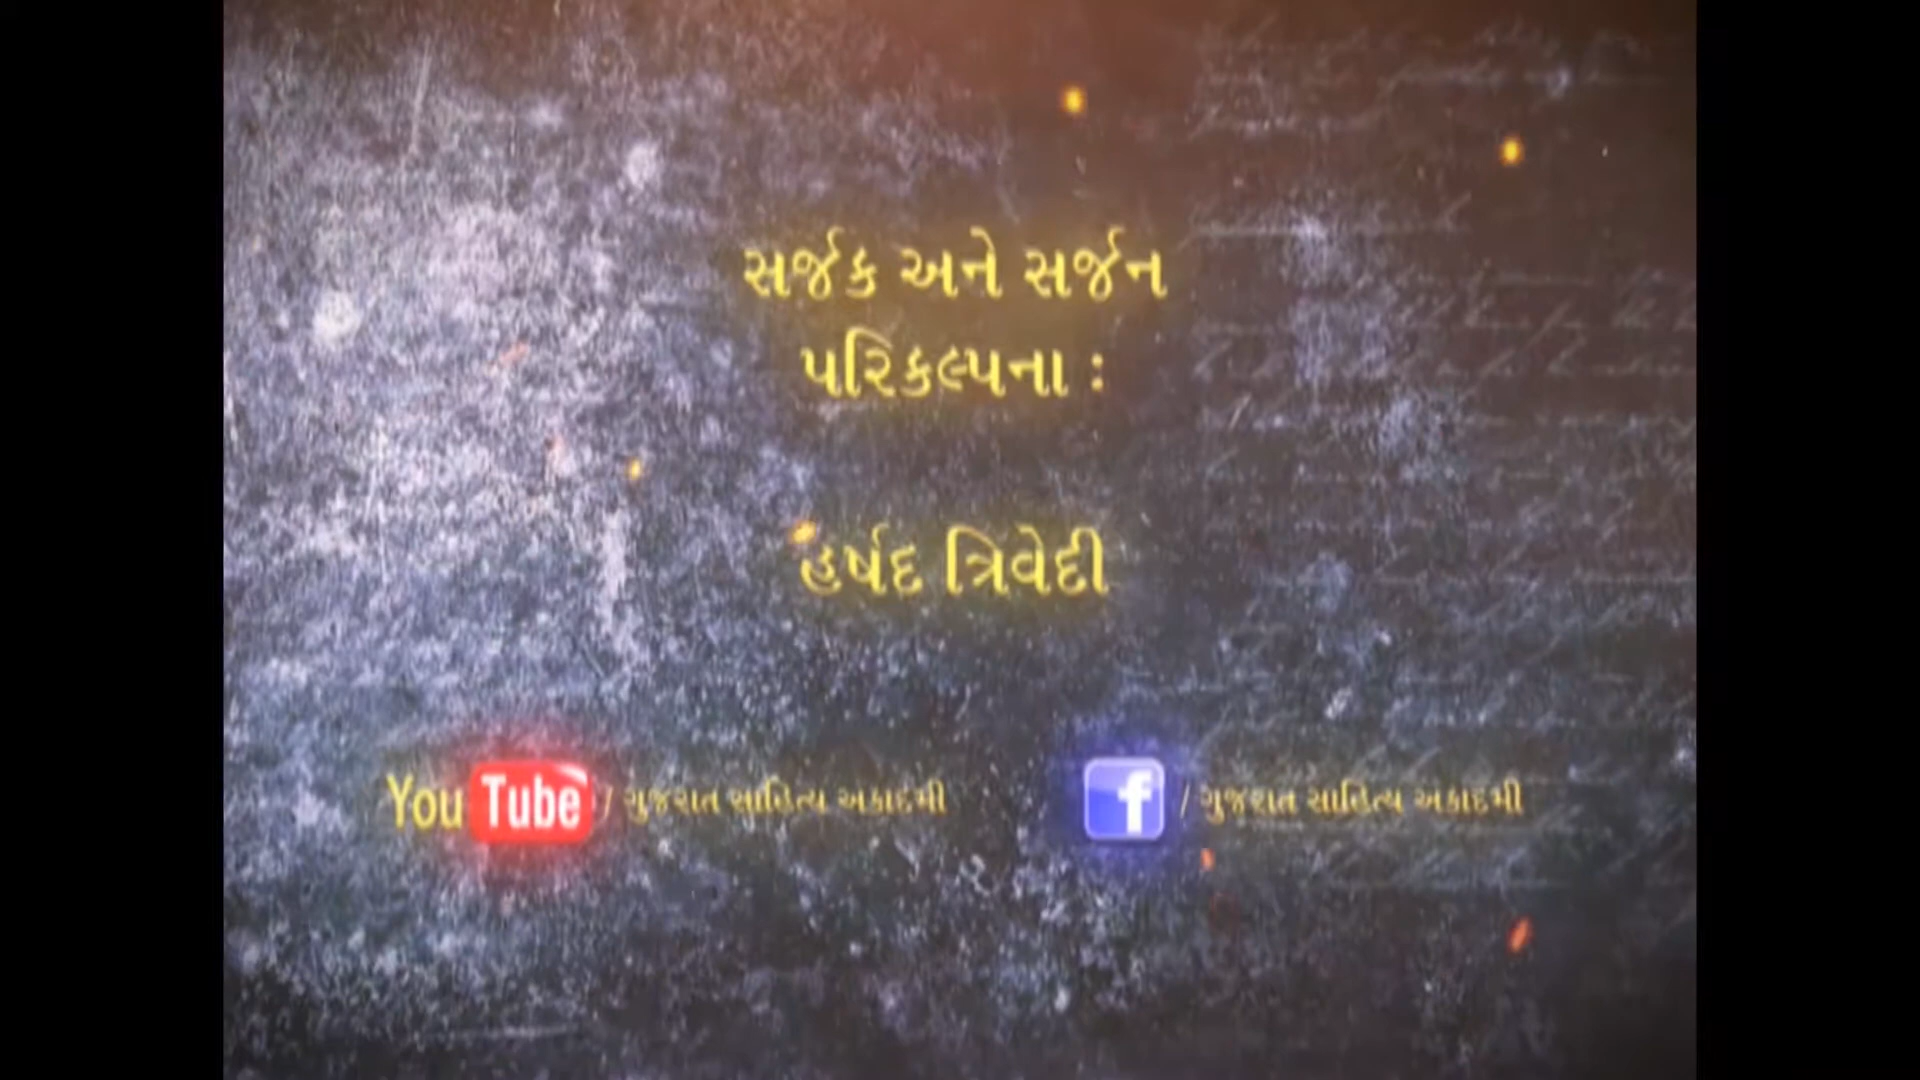 સર્જક અને સર્જન
પરિકલ્પના :
હર્ષદ ત્રિવેદી
YouTube / ગુજરાત સાહિત્ય અકાદમી
f / ગુજરાત સાહિત્ય અકાદમી